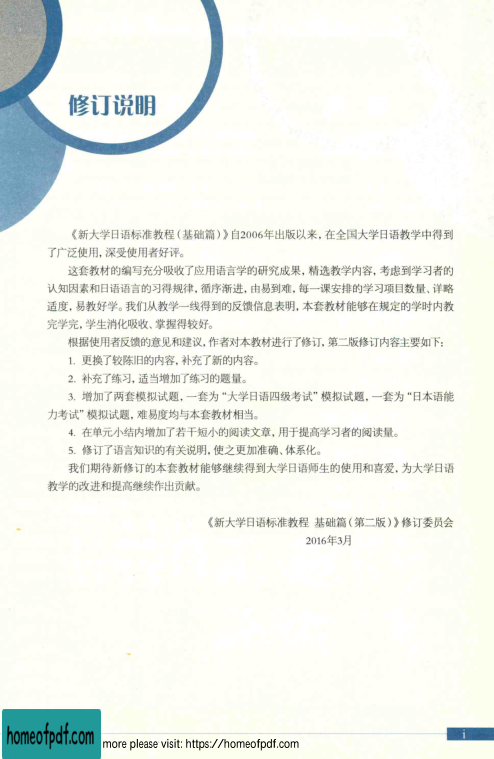 修订说明
《新大学日语标准教程（基础篇）》自2006年出版以来，在全国大学日语教学中得到
了广泛使用，深受使用者好评。
这套教材的编写充分吸收了应用语言学的研究成果，精选教学内容，考虑到学习者的
认知因素和日语语言的习得规律，循序渐进，由易到难，每一课安排的学习项目数量、详略
适度，易教好学。我们从教学一线得到的反馈信息表明，本套教材能够在规定的学时内教
完学完，学生消化吸收、掌握得较好。
根据使用者反馈的意见和建议，作者对本教材进行了修订，第二版修订内容主要如下：
1. 更换了较陈旧的内容，补充了新的内容。
2. 补充了练习，适当增加了练习的题量。
3. 增加了两套模拟试题，一套为“大学日语四级考试”模拟试题，一套为“日本语能
力考试”模拟试题，难易度均与本套教材相当。
4. 在单元小结内增加了若干短小的阅读文章，用于提高学习者的阅读量。
5. 修订了语言知识的有关说明，使之更加准确、体系化。
我们期待新修订的本套教材能够继续得到大学日语师生的使用和喜爱，为大学日语
教学的改进和提高继续作出贡献。
《新大学日语标准教程 基础篇（第二版）》修订委员会
2016年3月
i
homeofpdf.com
more please visit: https://homeofpdf.com